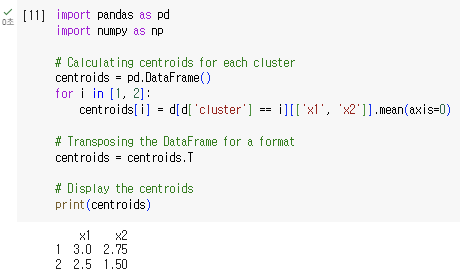 [11] import pandas as pd
0초 import numpy as np
# Calculating centroids for each cluster
centroids = pd.DataFrame()
for i in [1, 2]:
    centroids[i] = d[d['cluster'] == i][['x1', 'x2']].mean(axis=0)
# Transposing the DataFrame for a format
centroids = centroids.T
# Display the centroids
print(centroids)
    x1    x2
1  3.0  2.75
2  2.5  1.50